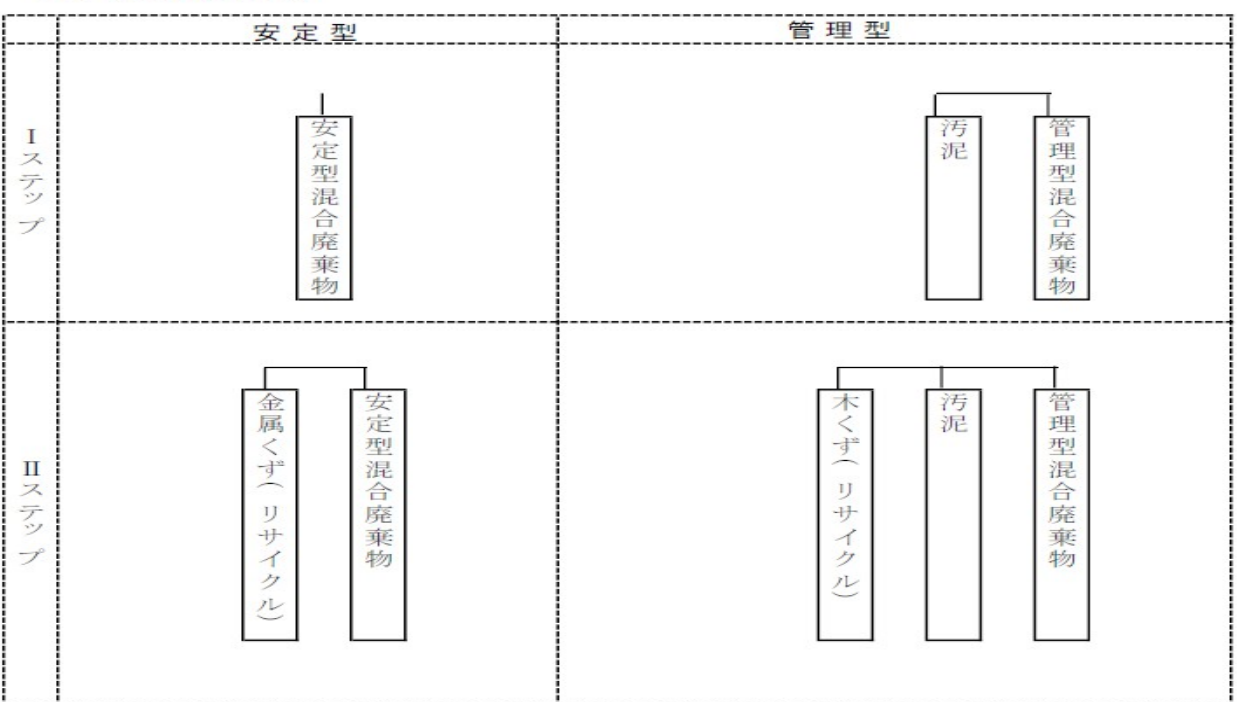 安定型
管理型
Ⅰステップ
安定型混合廃棄物
汚泥
管理型混合廃棄物
Ⅱステップ
金属くず(リサイクル)
安定型混合廃棄物
木くず(リサイクル)
汚泥
管理型混合廃棄物